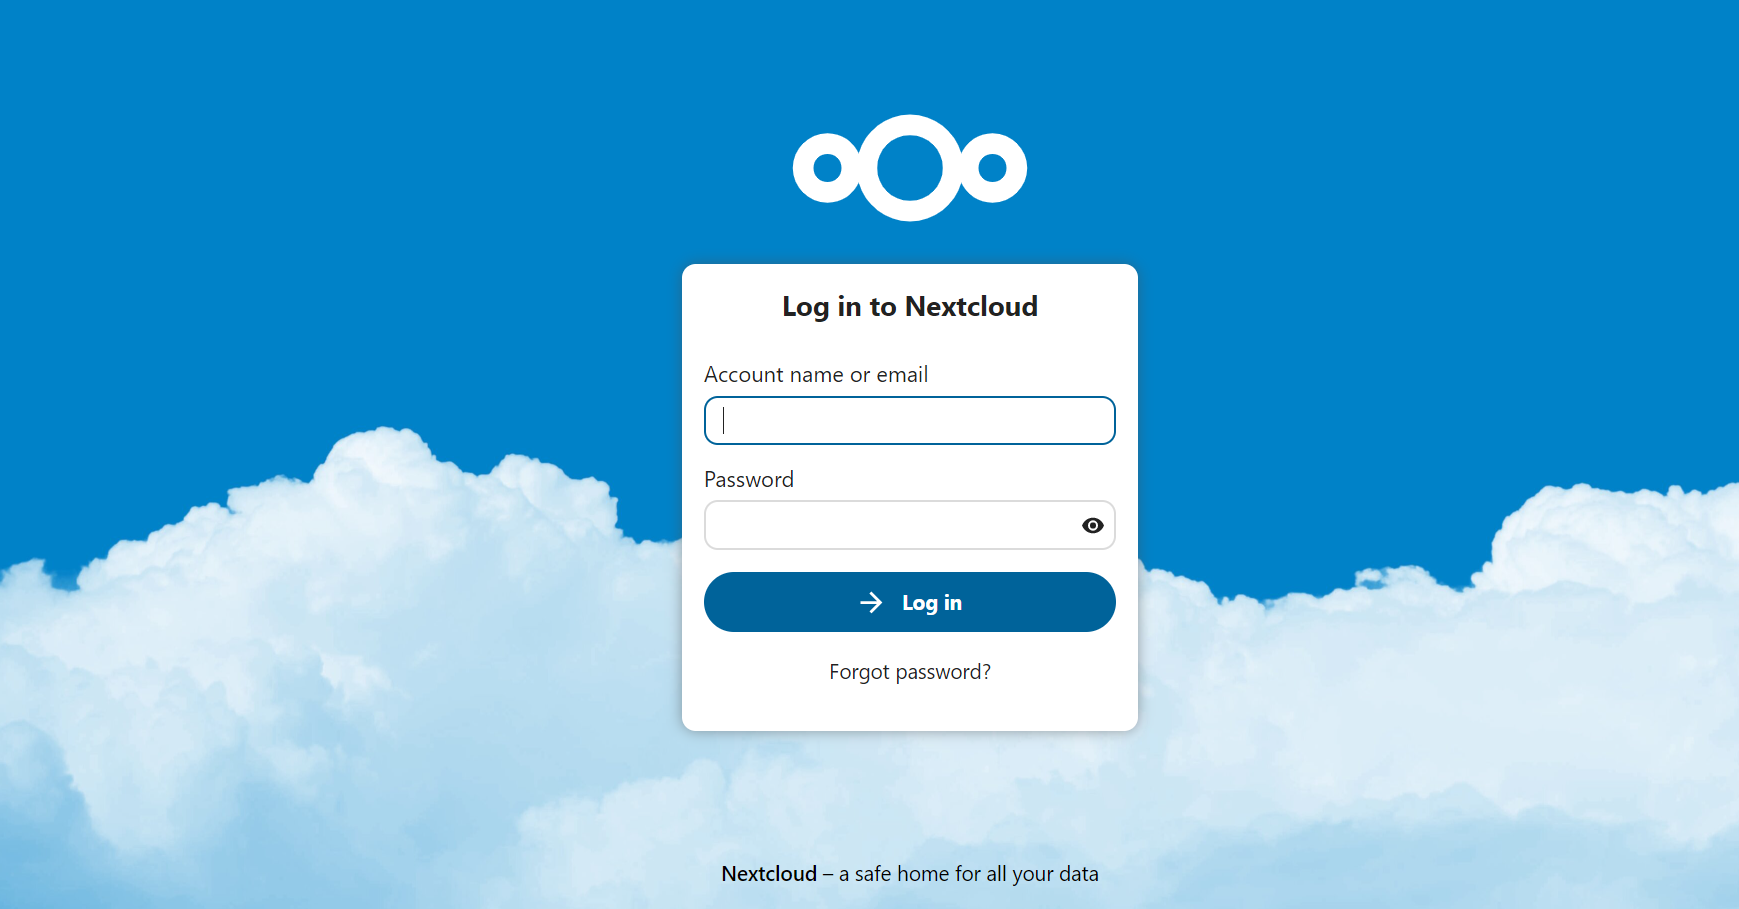 Log in to Nextcloud
Account name or email
Password
Log in
Forgot password?
Nextcloud – a safe home for all your data